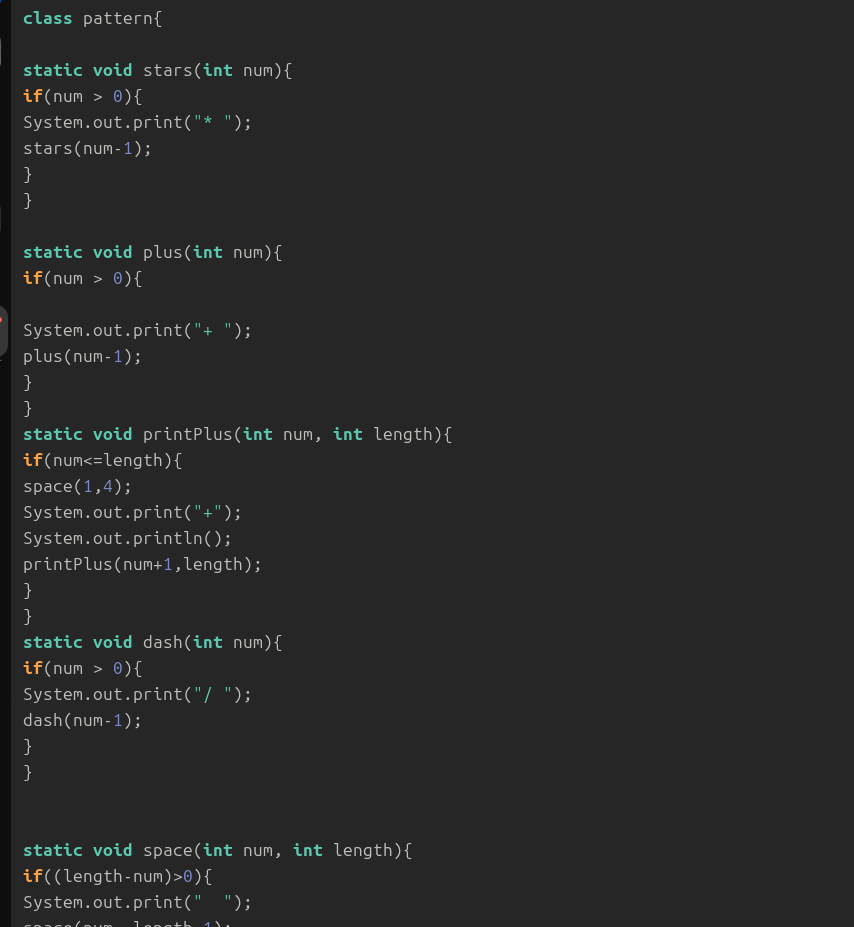 class pattern{
static void stars(int num){
if(num > 0){
System.out.print("* ");
stars(num-1);
}
}
static void plus(int num){
if(num > 0){
System.out.print("+ ");
plus(num-1);
}
}
static void printPlus(int num, int length){
if(num<=length){
space(1,4);
System.out.print("+");
System.out.println();
printPlus(num+1,length);
}
}
static void dash(int num){
if(num > 0){
System.out.print("/ ");
dash(num-1);
}
}
static void space(int num, int length){
if((length-num)>0){
System.out.print("  ");
space(num, length-1);